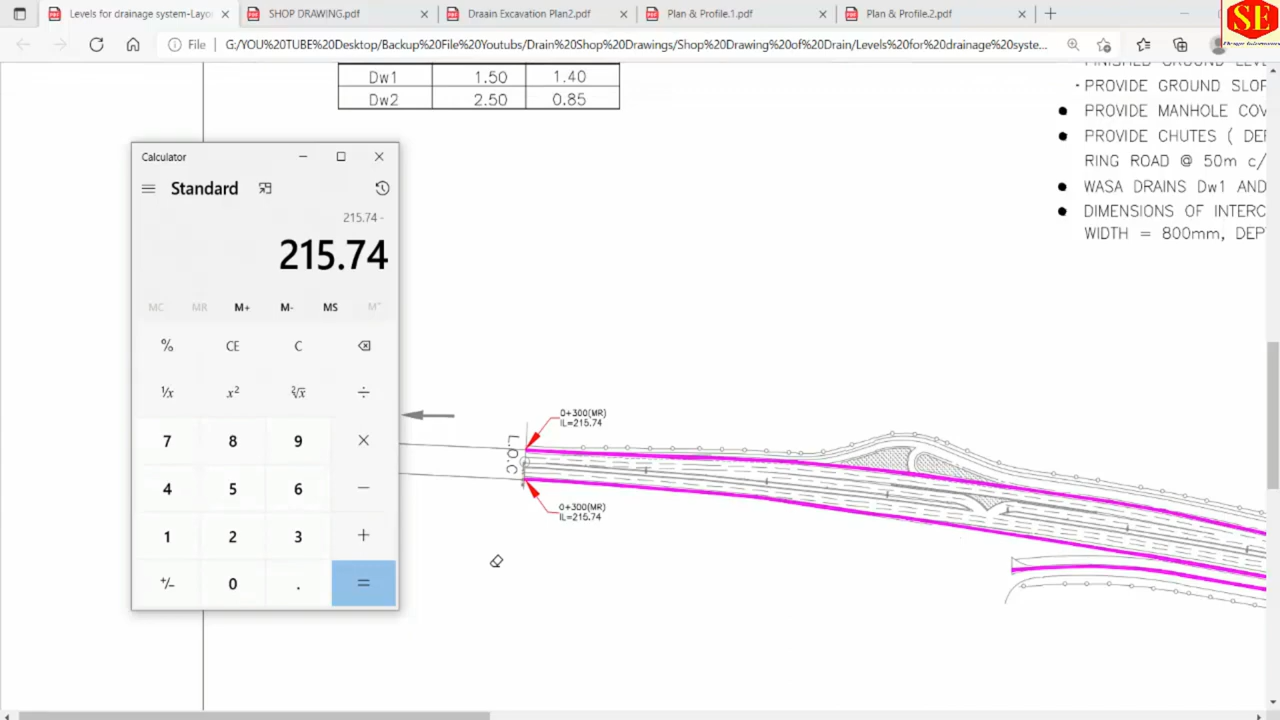 Levels for drainage system-Layo
SHOP DRAWING.pdf
Draain Excavation Plan2.pdf
Plan & Profile.1.pdf
Plan & Profile.2.pdf
SE
File
G:/YOU%20TUBE%20Desktop/Backup%20File%20Youtubs/Drain%20Shop%20Drawings/Shop%20Drawing%20of%20Drain/Levels%20for%20drainage%20syste...
Dw1 1.50 1.40
Dw2 2.50 0.85
FINISHED GROUND LEVE
-PROVIDE GROUND SLOP
PROVIDE MANHOLE COV
PROVIDE CHUTES ( DEP
RING ROAD @ 50m c/
WASA DRAINS Dw1 AND
DIMENSIONS OF INTERC
WIDTH = 800mm, DEP
Calculator
Standard
215.74 -
215.74
MC MR M+ M- MS M˅
% CE C
¹/x x² ²√x ÷
7 8 9 ×
4 5 6 −
1 2 3 +
+/− 0 . =
0+300(MR)
IL=215.74
L.O.C
0+300(MR)
IL=215.74